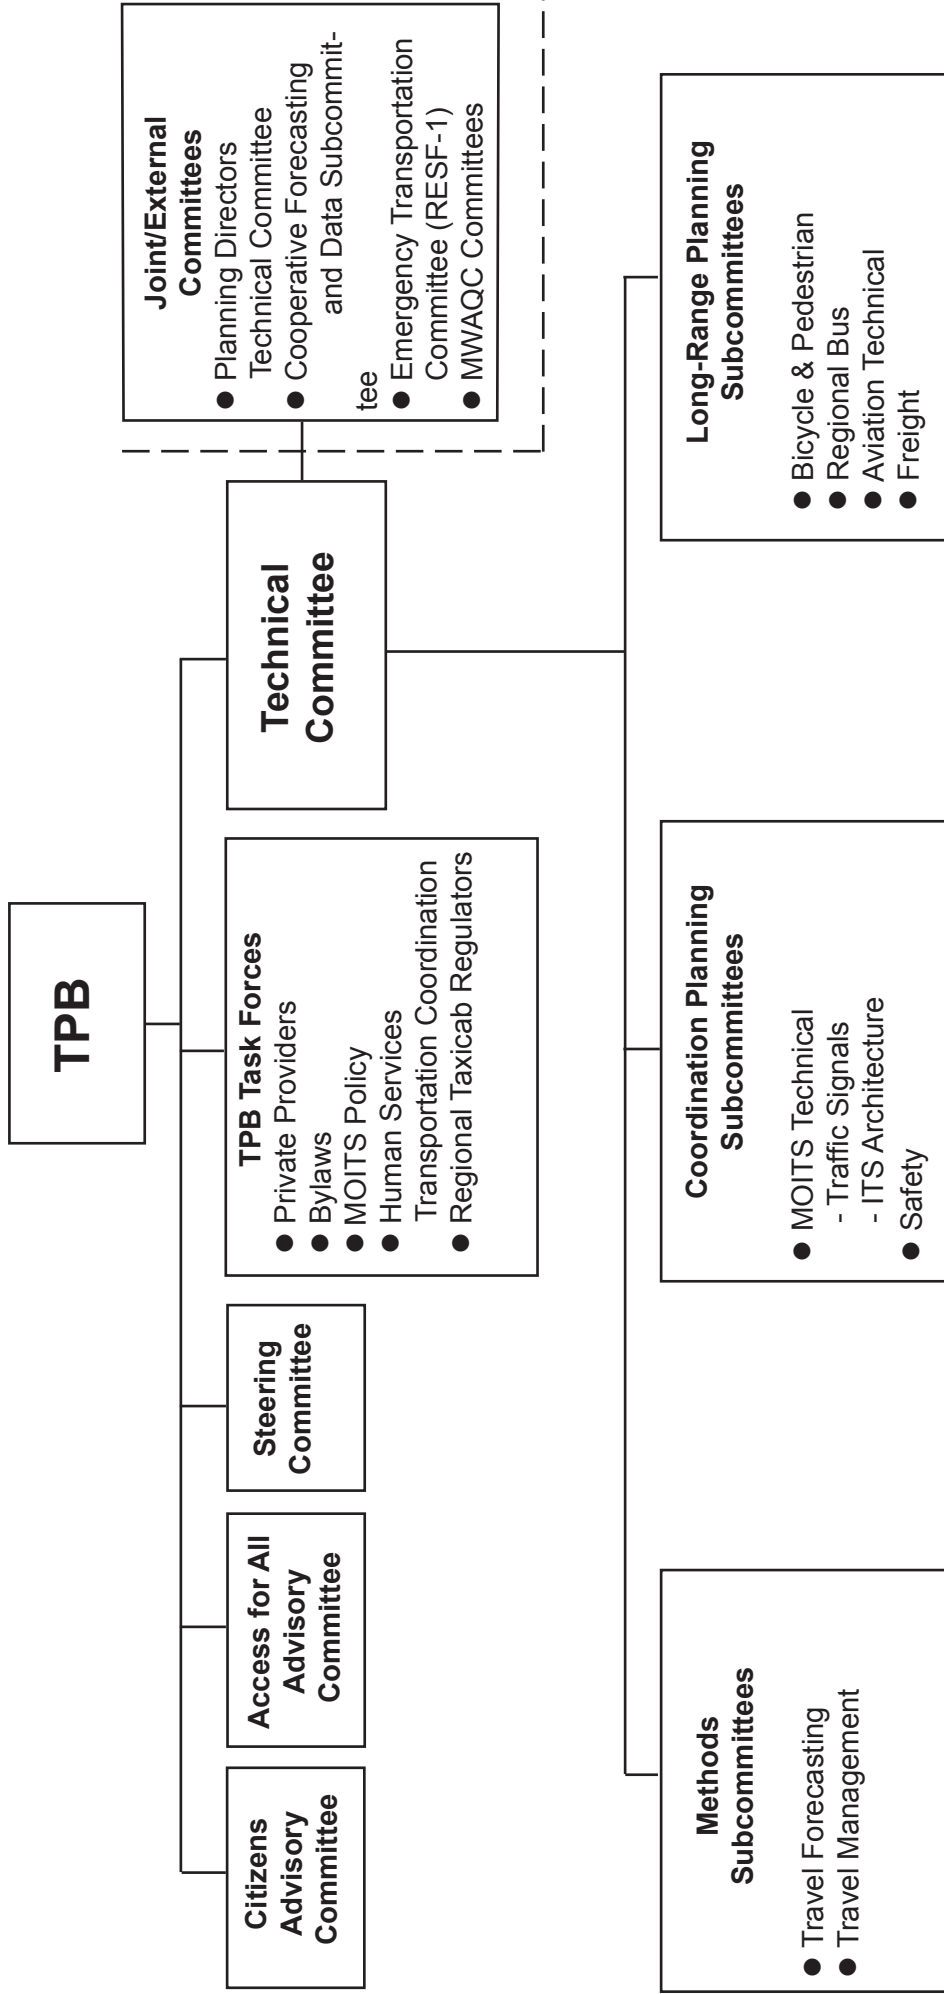 TPB
Citizens
Advisory
Committee
Access for All
Advisory
Committee
Steering
Committee
TPB Task Forces
● Private Providers
● Bylaws
● MOITS Policy
● Human Services
Transportation Coordination
● Regional Taxicab Regulators
Technical
Committee
Joint/External
Committees
● Planning Directors
Technical Committee
● Cooperative Forecasting
and Data Subcommit-
tee
● Emergency Transportation
Committee (RESF-1)
● MWAQC Committees
Methods
Subcommittees
● Travel Forecasting
● Travel Management
Coordination Planning
Subcommittees
● MOITS Technical
- Traffic Signals
- ITS Architecture
● Safety
Long-Range Planning
Subcommittees
● Bicycle & Pedestrian
● Regional Bus
● Aviation Technical
● Freight